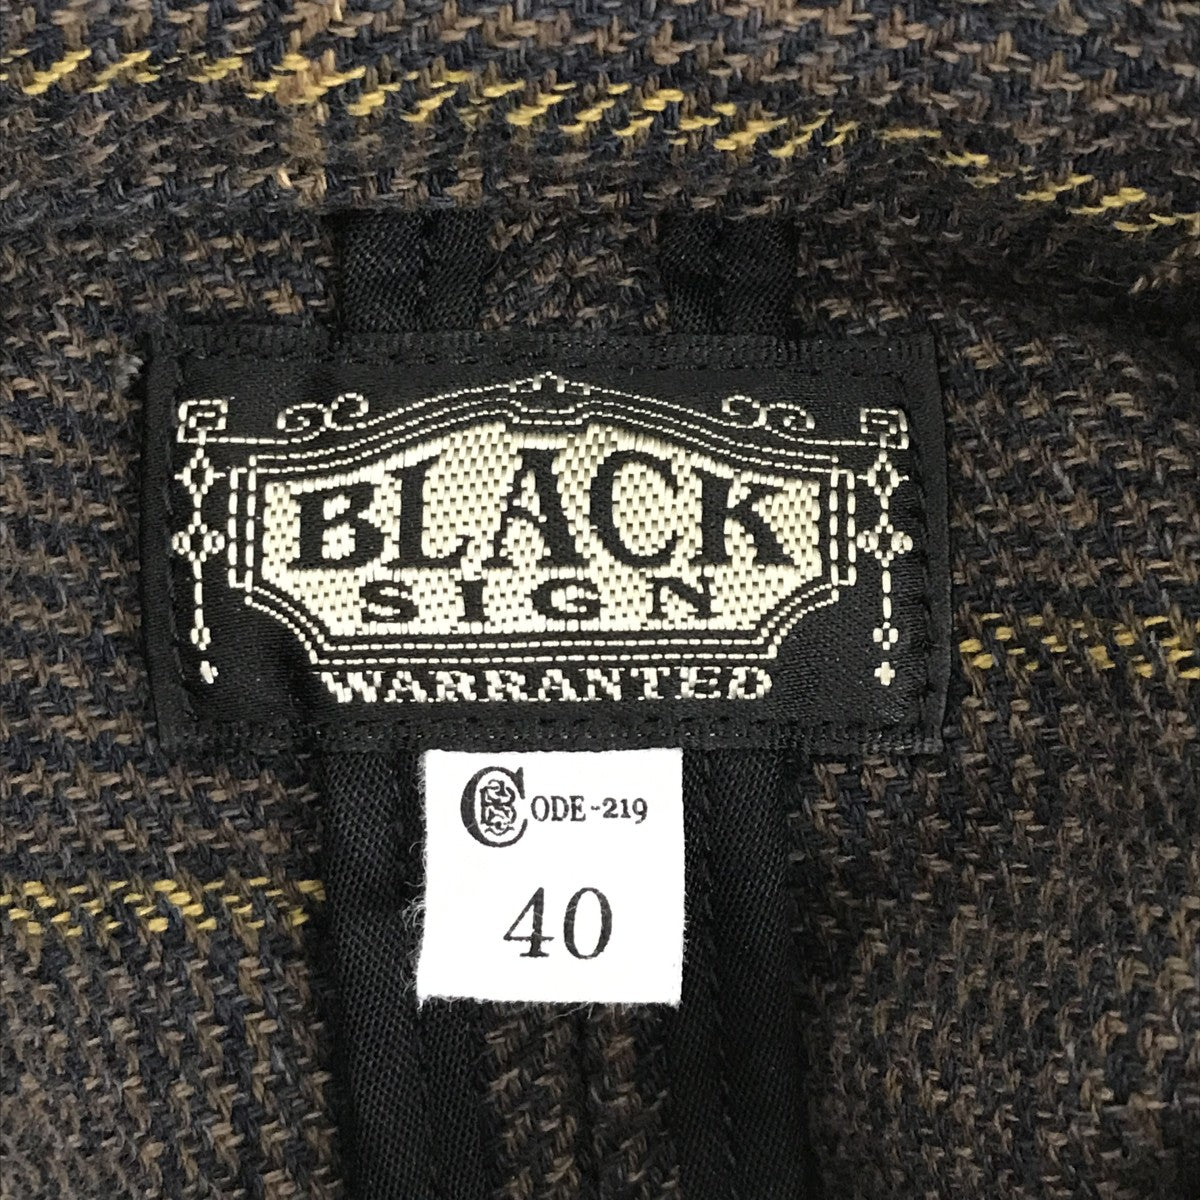 BLACK
SIGN
WARRANTED
CODE-219
40